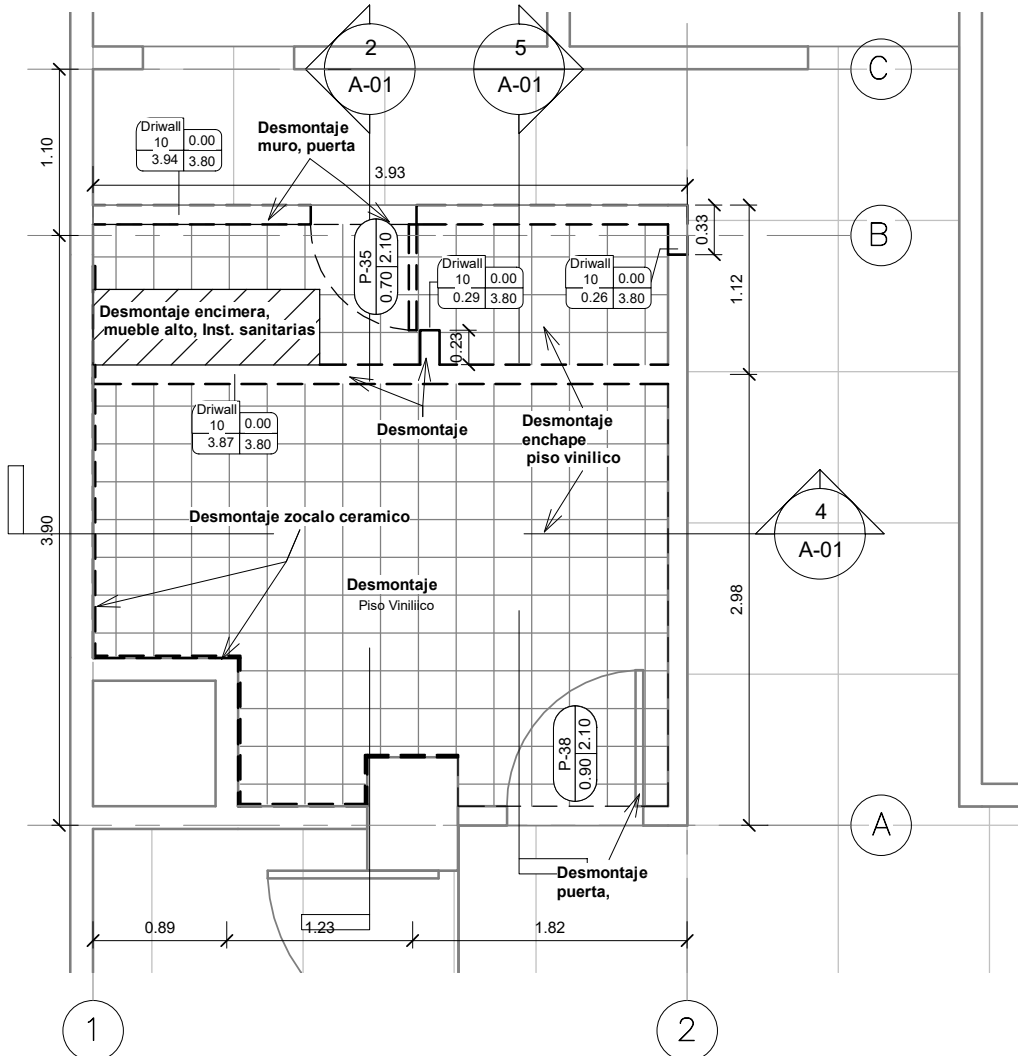 2
A-01
5
A-01
C
1.10
Driwall
10
0.00
3.94
3.80
Desmontaje
muro, puerta
3.93
B
0.33
P-35
0.70
2.10
Driwall
10
0.00
0.29
3.80
Driwall
10
0.00
0.26
3.80
1.12
Desmontaje encimera,
mueble alto, Inst. sanitarias
0.23
Driwall
10
0.00
3.87
3.80
Desmontaje
Desmontaje
enchape
piso vinilico
Desmontaje zocalo ceramico
4
A-01
3.90
Desmontaje
Piso Viniliico
2.98
P-38
0.90
2.10
A
Desmontaje
puerta,
0.89
1.23
1.82
1
2